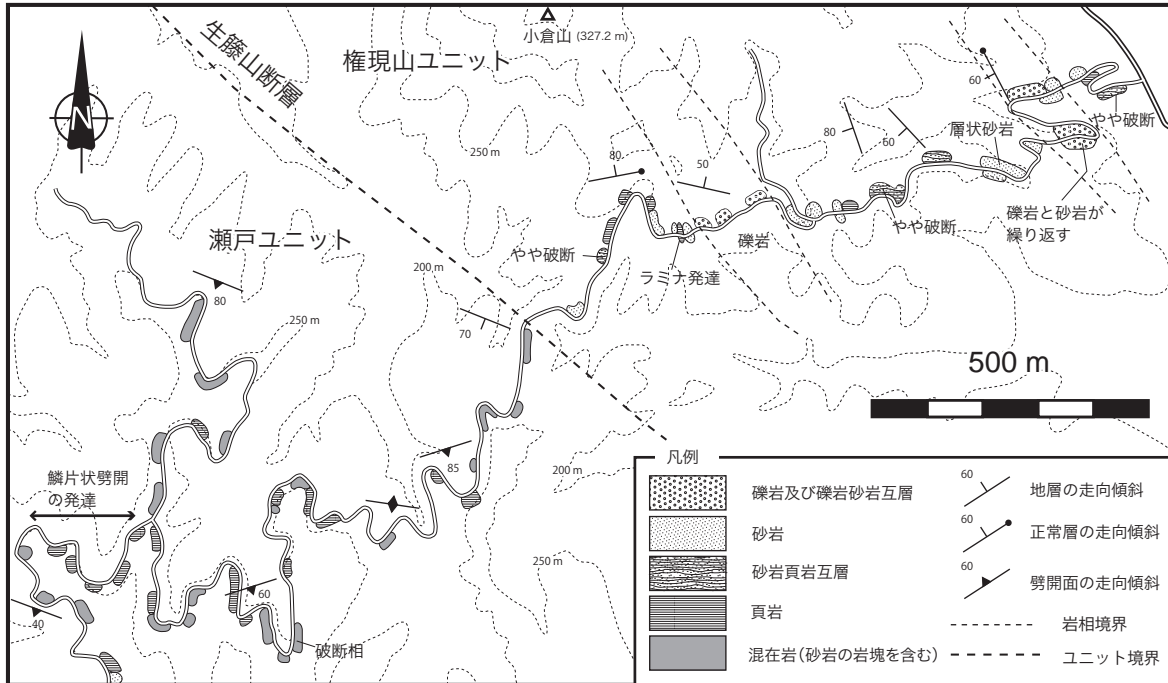 小倉山 (327.2 m)
権現山ユニット
生籐山断層
N
瀬戸ユニット
250 m
60
やや破断
層状砂岩
80
60
80
50
礫岩と砂岩が
繰り返す
やや破断
礫岩
ラミナ発達
やや破断
200 m
70
80
250 m
500 m
85
200 m
250 m
鱗片状劈開
の発達
60
40
破断相
凡例
礫岩及び礫岩砂岩互層
砂岩
砂岩頁岩互層
頁岩
混在岩(砂岩の岩塊を含む)
60
地層の走向傾斜
60
正常層の走向傾斜
60
劈開面の走向傾斜
岩相境界
ユニット境界